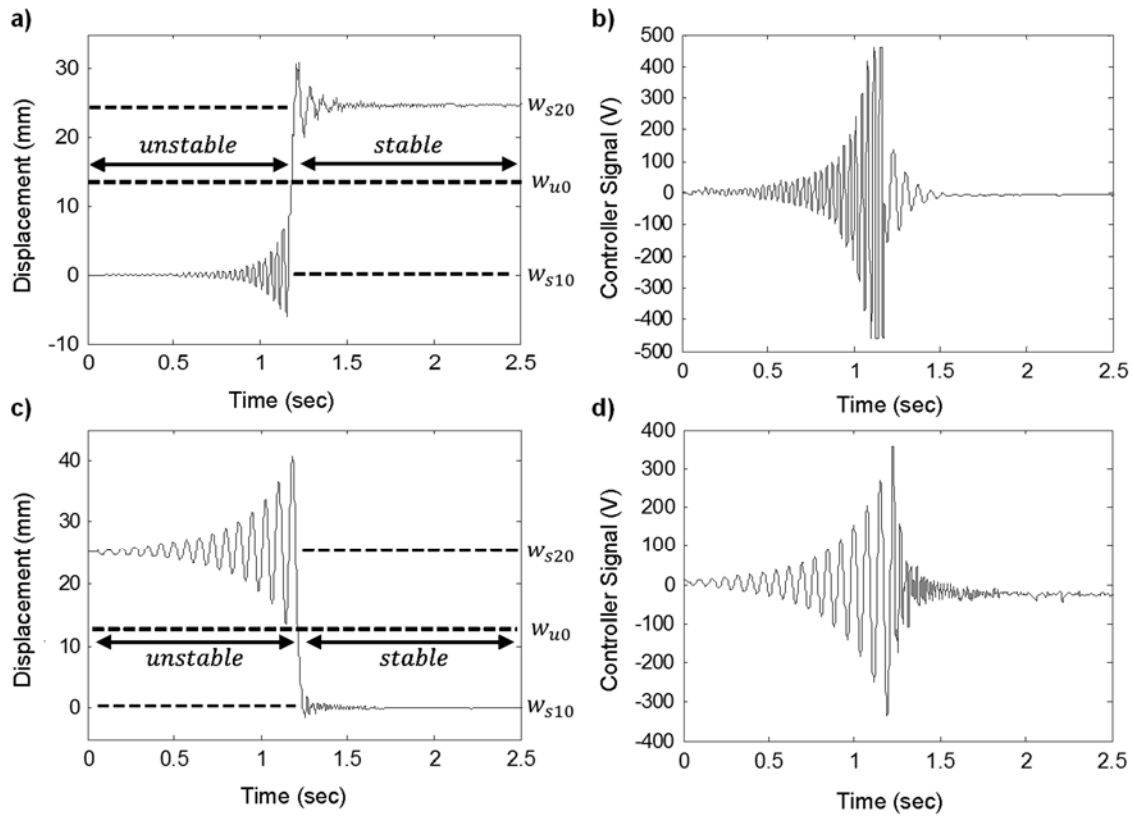 a)
Displacement (mm)
30
20
10
0
-10
unstable
stable
w_{s20}
w_{u0}
w_{s10}
0 0.5 1 1.5 2 2.5
Time (sec)
b)
Controller Signal (V)
500
400
300
200
100
0
-100
-200
-300
-400
-500
0 0.5 1 1.5 2 2.5
Time (sec)
c)
Displacement (mm)
40
30
20
10
0
w_{s20}
w_{u0}
unstable
stable
w_{s10}
0 0.5 1 1.5 2 2.5
Time (sec)
d)
Controller Signal (V)
400
300
200
100
0
-100
-200
-300
-400
0 0.5 1 1.5 2 2.5
Time (sec)